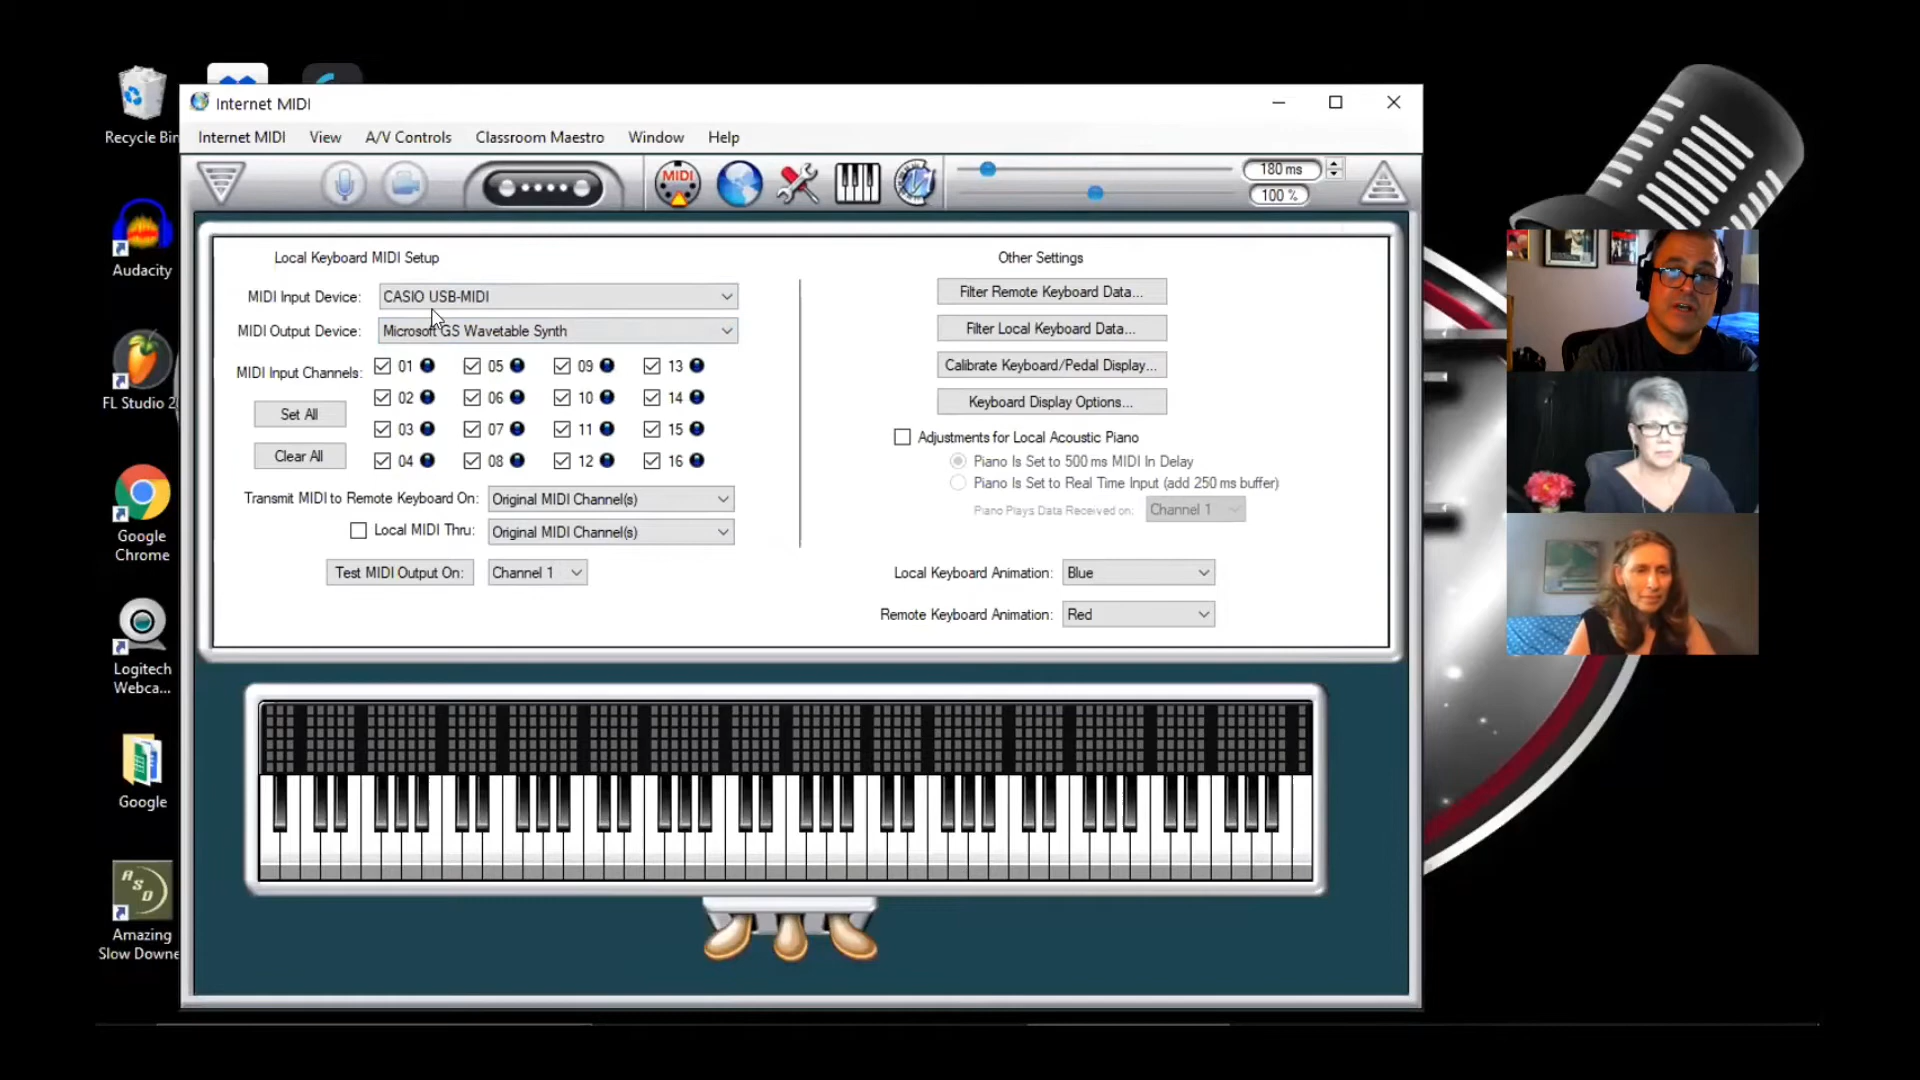 Recycle Bin
Audacity
FL Studio 2
Google
Chrome
Logitech
Webca...
Google
ASD
Amazing
Slow Downe
Internet MIDI
Internet MIDI View A/V Controls Classroom Maestro Window Help
MIDI
180 ms
100 %
Local Keyboard MIDI Setup
MIDI Input Device: CASIO USB-MIDI
MIDI Output Device: Microsoft GS Wavetable Synth
MIDI Input Channels:
01 05 09 13
02 06 10 14
03 07 11 15
04 08 12 16
Set All
Clear All
Transmit MIDI to Remote Keyboard On: Original MIDI Channel(s)
Local MIDI Thru: Original MIDI Channel(s)
Test MIDI Output On: Channel 1
Other Settings
Filter Remote Keyboard Data...
Filter Local Keyboard Data...
Calibrate Keyboard/Pedal Display...
Keyboard Display Options...
Adjustments for Local Acoustic Piano
Piano Is Set to 500 ms MIDI In Delay
Piano Is Set to Real Time Input (add 250 ms buffer)
Piano Plays Data Received on: Channel 1
Local Keyboard Animation: Blue
Remote Keyboard Animation: Red